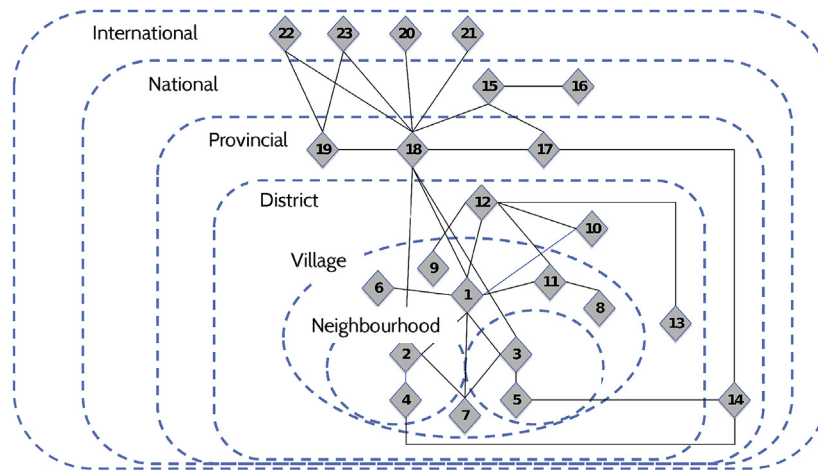 International 22 23 20 21
National 15 16
Provincial 19 18 17
District 12
10
Village 9
6 1 11
8
Neighbourhood 13
2 3
4 5 14
7